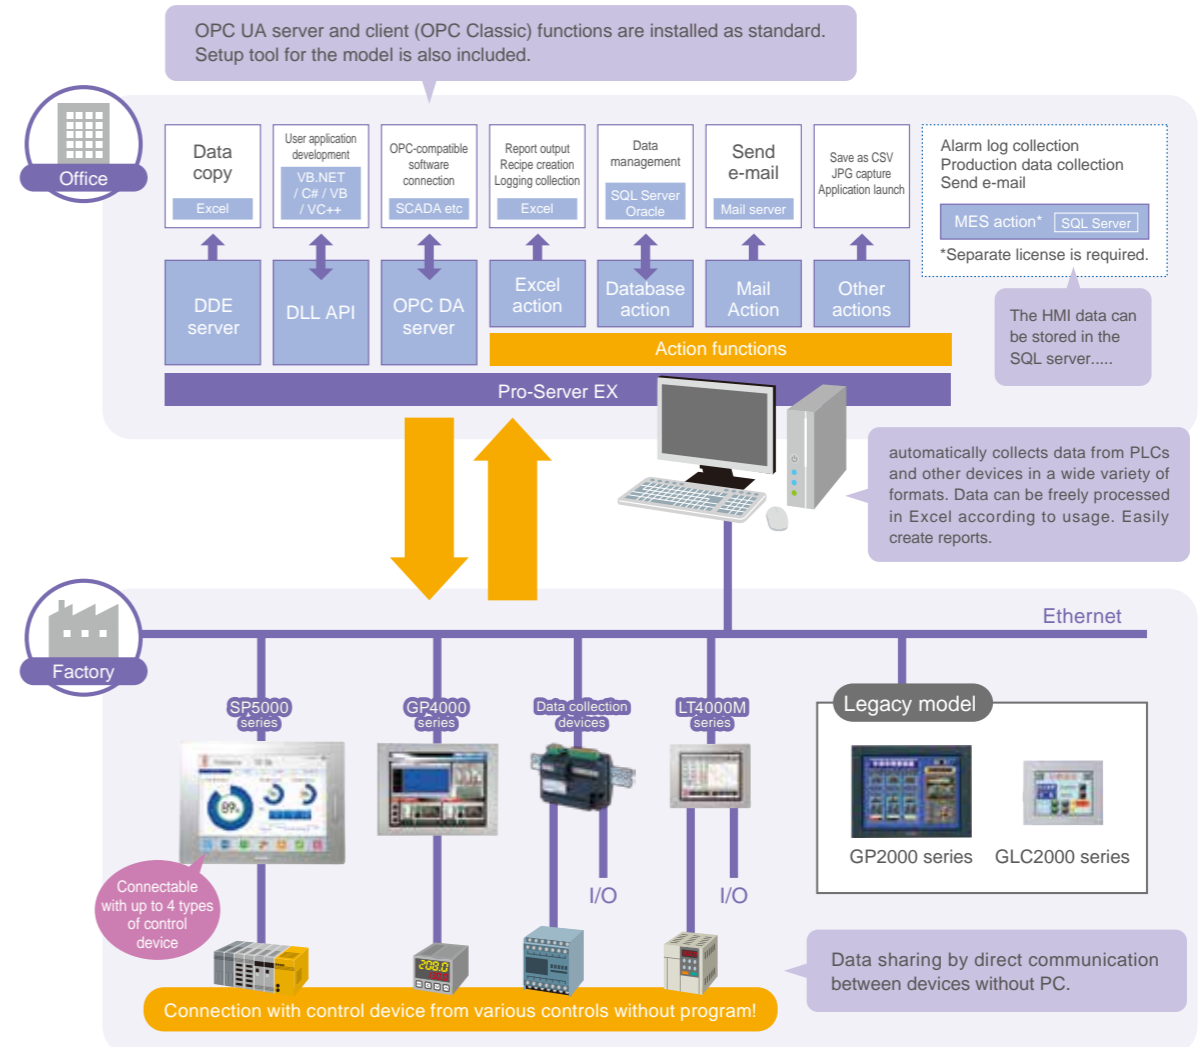 OPC UA server and client (OPC Classic) functions are installed as standard.
Setup tool for the model is also included.
Office
Data
copy
Excel
User application
development
VB.NET
/ C# / VB
/ VC++
OPC-compatible
software
connection
SCADA etc
Report output
Recipe creation
Logging collection
Excel
Data
management
SQL Server
Oracle
Send
e-mail
Mail server
Save as CSV
JPG capture
Application launch
Alarm log collection
Production data collection
Send e-mail
MES action*
SQL Server
*Separate license is required.
DDE
server
DLL API
OPC DA
server
Excel
action
Database
action
Mail
Action
Other
actions
Action functions
Pro-Server EX
The HMI data can
be stored in the
SQL server.....
automatically collects data from PLCs
and other devices in a wide variety of
formats. Data can be freely processed
in Excel according to usage. Easily
create reports.
Factory
Ethernet
SP5000
series
GP4000
series
Data collection
devices
LT4000M
series
Legacy model
89%
GP2000 series
GLC2000 series
Connectable
with up to 4 types
of control
device
I/O
I/O
208.0
Data sharing by direct communication
between devices without PC.
Connection with control device from various controls without program!